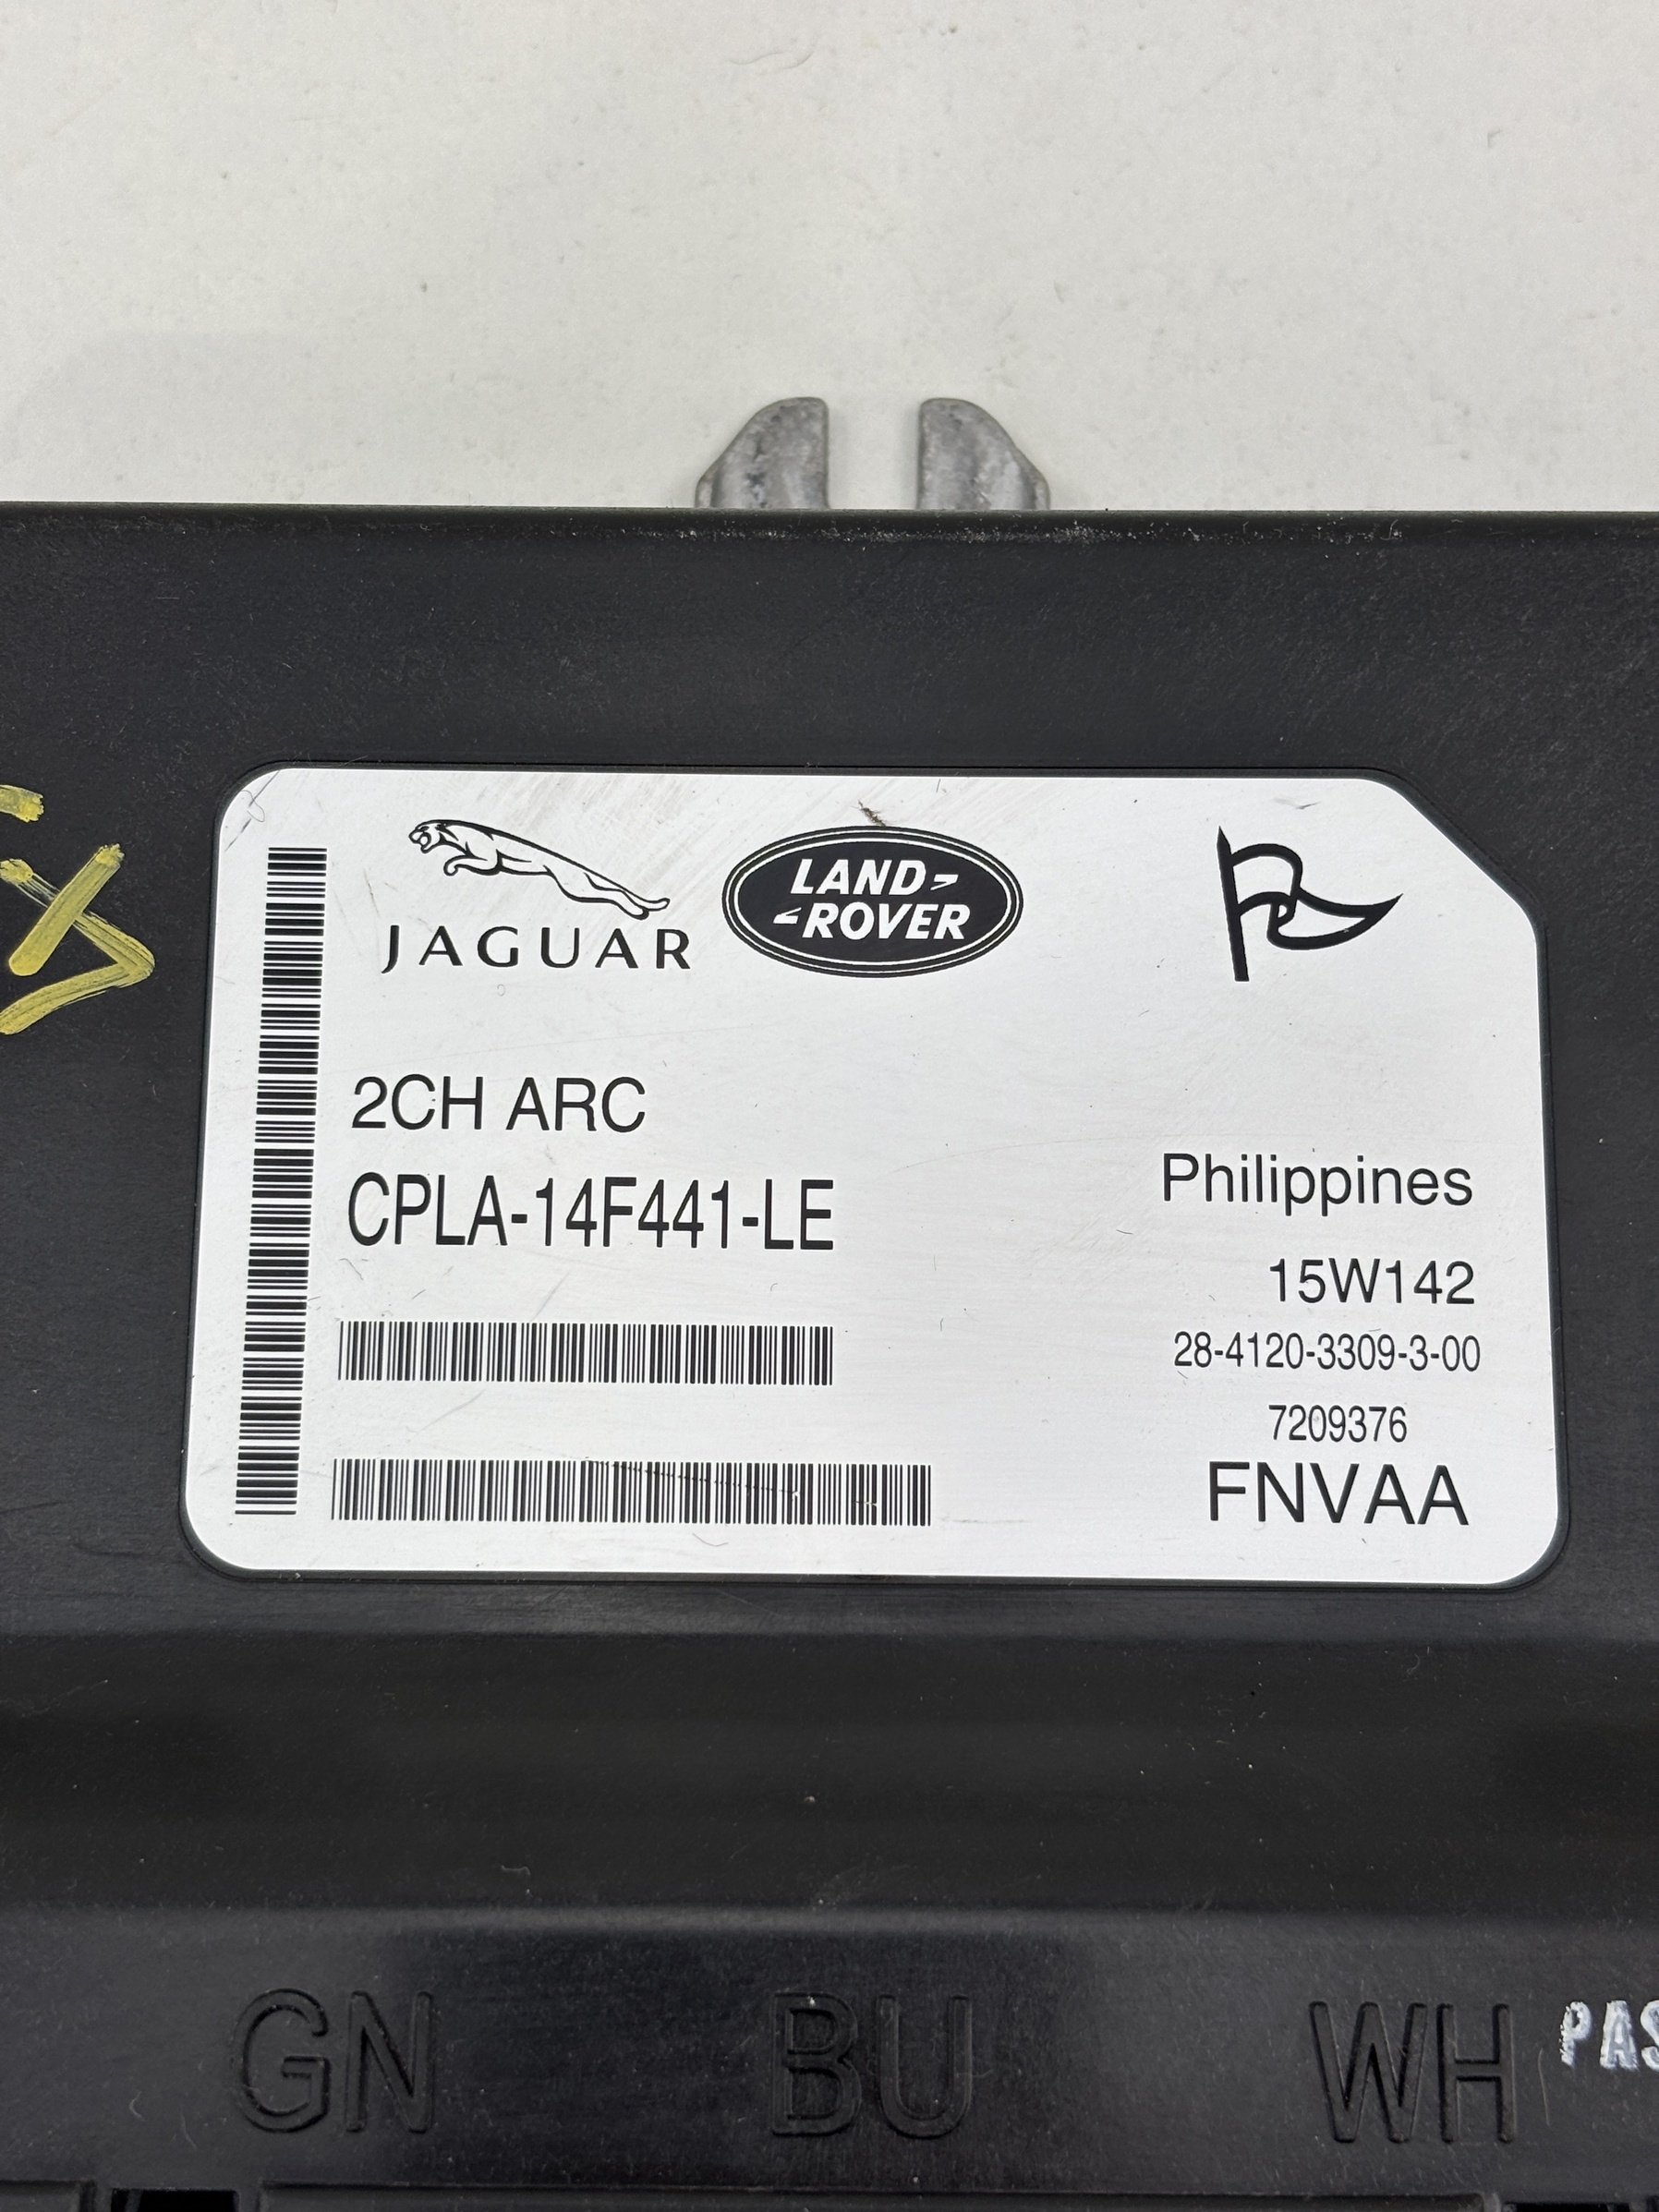 JAGUAR
LAND
ROVER
2CH ARC
CPLA-14F441-LE
Philippines
15W142
28-4120-3309-3-00
7209376
FNVAA
GN BU WH